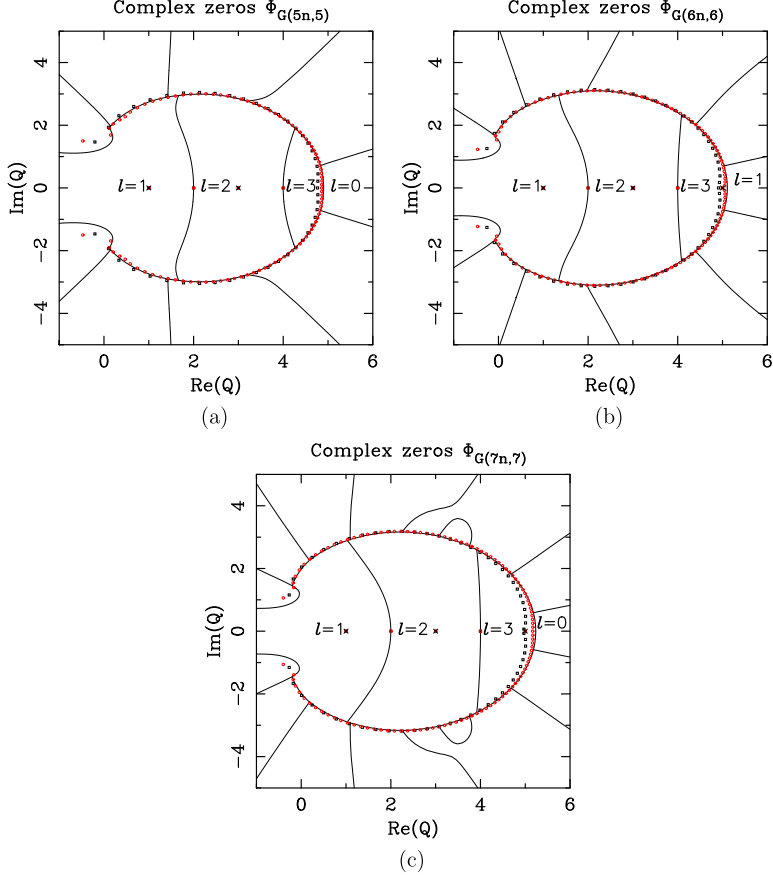 Complex zeros Φ_G(5n,5)
Complex zeros Φ_G(6n,6)
Im(Q)
4
2
0
−2
−4
l=1
l=2
l=3
l=0
0
2
4
6
Re(Q)
(a)
Im(Q)
4
2
0
−2
−4
l=1
l=2
l=3
l=1
0
2
4
6
Re(Q)
(b)
Complex zeros Φ_G(7n,7)
Im(Q)
4
2
0
−2
−4
l=1
l=2
l=3
l=0
0
2
4
6
Re(Q)
(c)